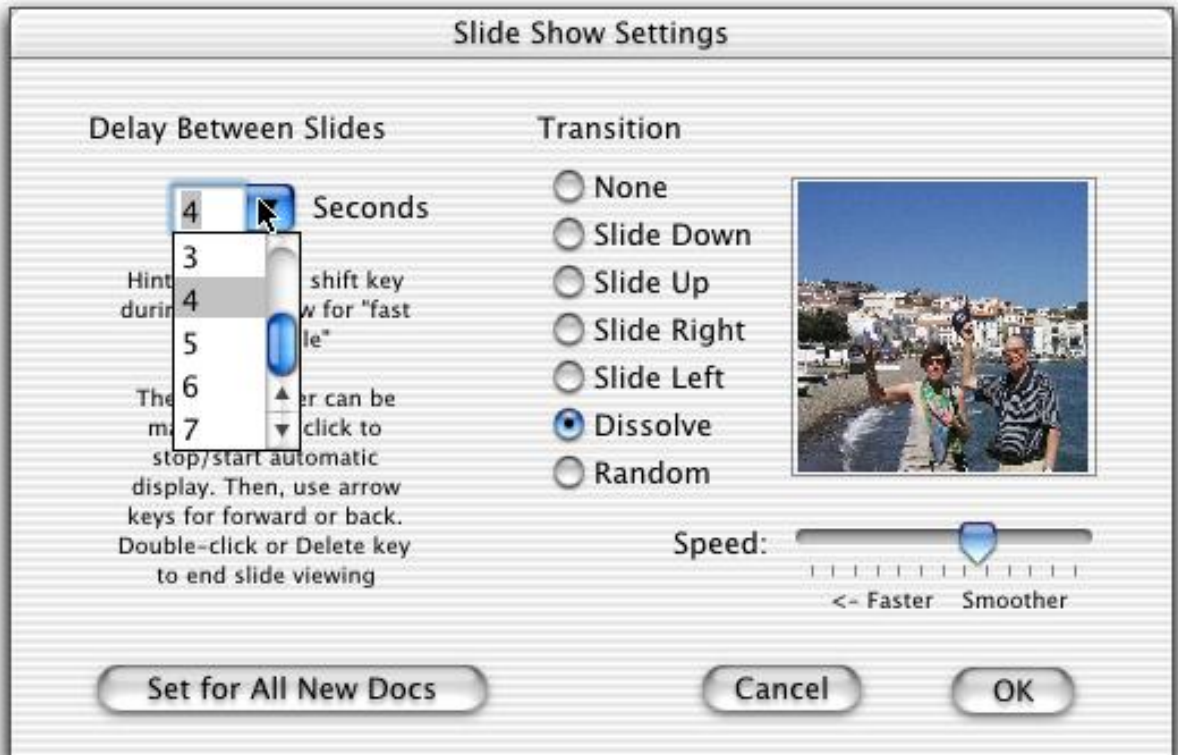 Slide Show Settings
Delay Between Slides
4 Seconds
3
4
5
6
7
Hint shift key
durin w for "fast
le"
The er can be
ma click to
stop/start automatic
display. Then, use arrow
keys for forward or back.
Double-click or Delete key
to end slide viewing
Transition
None
Slide Down
Slide Up
Slide Right
Slide Left
Dissolve
Random
Speed:
<- Faster Smoother
Set for All New Docs
Cancel
OK